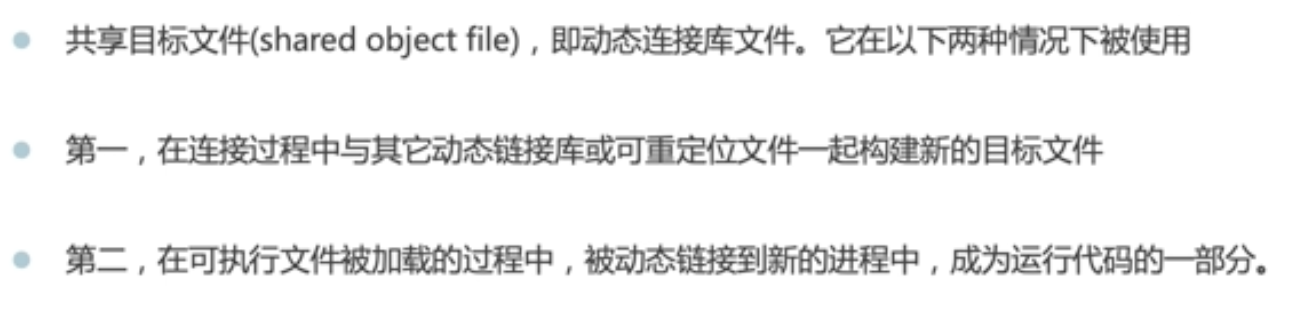 共享目标文件(shared object file)，即动态连接库文件。它在以下两种情况下被使用
第一，在连接过程中与其它动态链接库或可重定位文件一起构建新的目标文件
第二，在可执行文件被加载的过程中，被动态链接到新的进程中，成为运行代码的一部分。